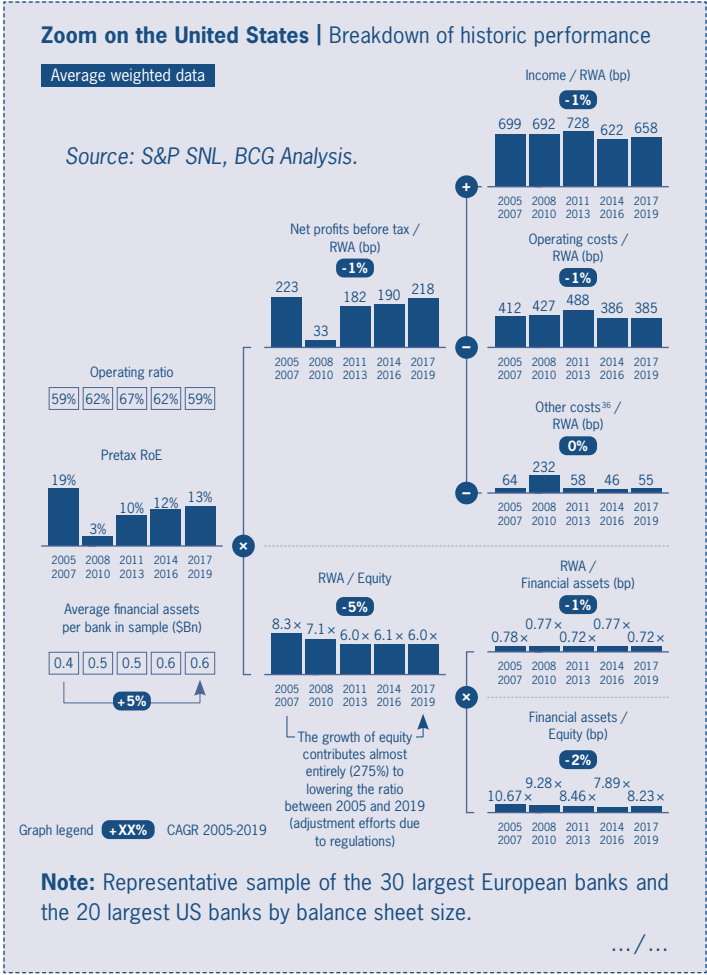 Zoom on the United States | Breakdown of historic performance
Average weighted data
Source: S&P SNL, BCG Analysis.
Income / RWA (bp)
-1%
699 692 728 622 658
2005 2008 2011 2014 2017
2007 2010 2013 2016 2019
Net profits before tax /
RWA (bp)
-1%
223 33 182 190 218
2005 2008 2011 2014 2017
2007 2010 2013 2016 2019
Operating costs /
RWA (bp)
-1%
412 427 488 386 385
2005 2008 2011 2014 2017
2007 2010 2013 2016 2019
Other costs³⁶ /
RWA (bp)
0%
64 232 58 46 55
2005 2008 2011 2014 2017
2007 2010 2013 2016 2019
+
−
−
Operating ratio
59% 62% 67% 62% 59%
Pretax RoE
19% 3% 10% 12% 13%
2005 2008 2011 2014 2017
2007 2010 2013 2016 2019
×
Average financial assets
per bank in sample ($Bn)
0.4 0.5 0.5 0.6 0.6
+5%
RWA / Equity
-5%
8.3× 7.1× 6.0× 6.1× 6.0×
2005 2008 2011 2014 2017
2007 2010 2013 2016 2019
The growth of equity
contributes almost
entirely (275%) to
lowering the ratio
between 2005 and 2019
(adjustment efforts due
to regulations)
RWA /
Financial assets (bp)
-1%
0.78× 0.77× 0.72× 0.77× 0.72×
2005 2008 2011 2014 2017
2007 2010 2013 2016 2019
×
Financial assets /
Equity (bp)
-2%
10.67× 9.28× 8.46× 7.89× 8.23×
2005 2008 2011 2014 2017
2007 2010 2013 2016 2019
Graph legend +XX% CAGR 2005-2019
Note: Representative sample of the 30 largest European banks and
the 20 largest US banks by balance sheet size.
.../...